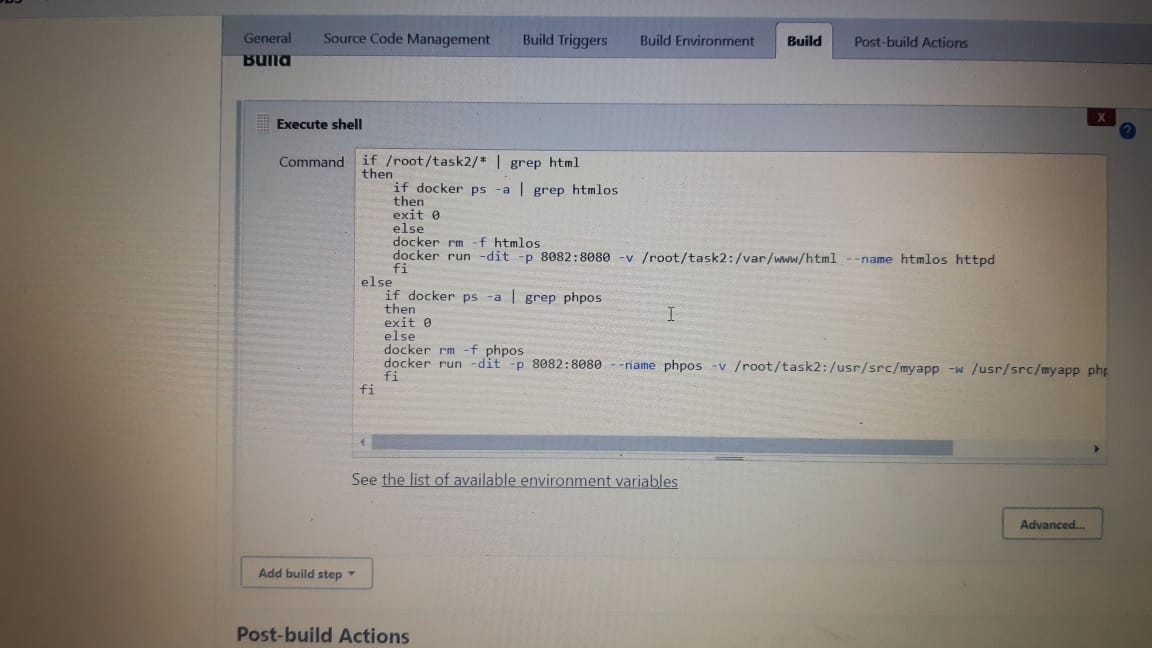 General Source Code Management Build Triggers Build Environment Build Post-build Actions
Build
Execute shell
X
?
Command
if /root/task2/* | grep html
then
if docker ps -a | grep htmlos
then
exit 0
else
docker rm -f htmlos
docker run -dit -p 8082:8080 -v /root/task2:/var/www/html --name htmlos httpd
fi
else
if docker ps -a | grep phpos
then
exit 0
else
docker rm -f phpos
docker run -dit -p 8082:8080 --name phpos -v /root/task2:/usr/src/myapp -w /usr/src/myapp php
fi
fi
See the list of available environment variables
Advanced...
Add build step
Post-build Actions